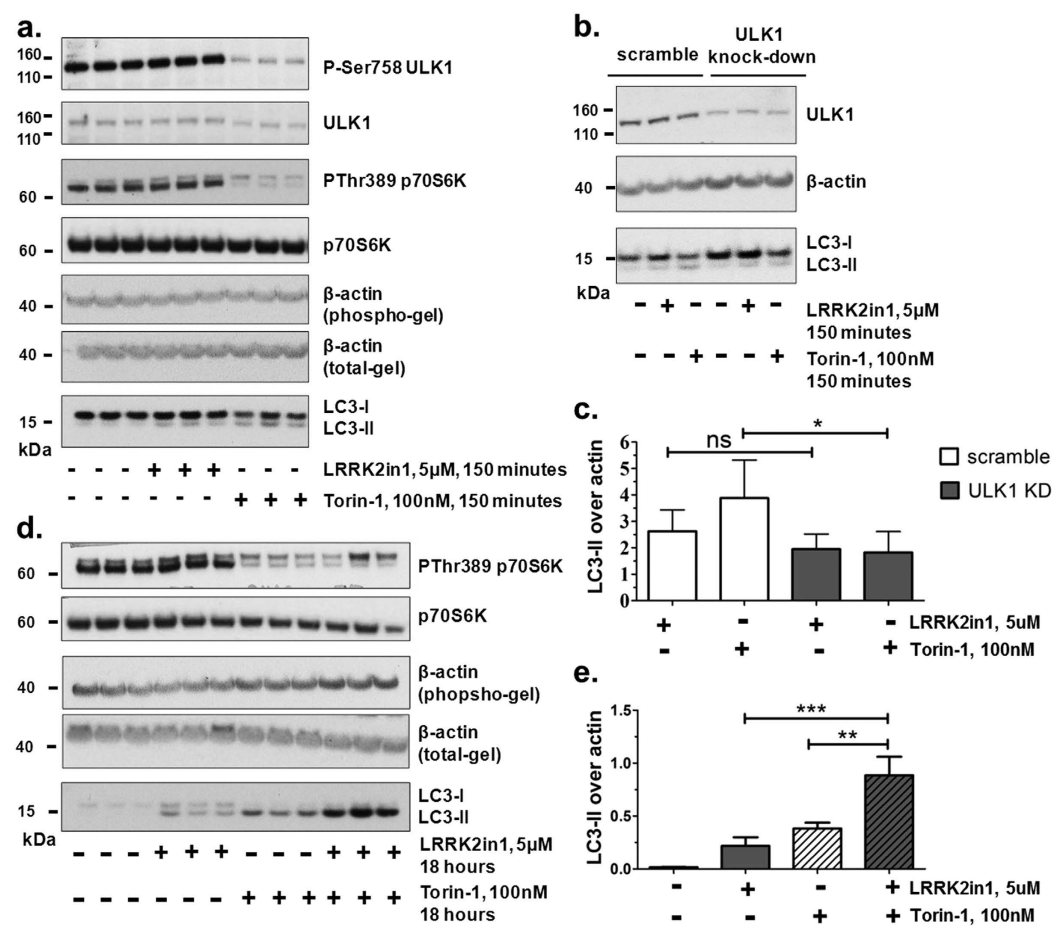 a.
160
110
P-Ser758 ULK1
160
110
ULK1
60
PThr389 p70S6K
60
p70S6K
40
β-actin
(phospho-gel)
40
β-actin
(total-gel)
15
LC3-I
LC3-II
kDa
- - - + + + - - - LRRK2in1, 5µM, 150 minutes
- - - - - - + + + Torin-1, 100nM, 150 minutes
b.
scramble
ULK1
knock-down
160
110
ULK1
40
β-actin
15
LC3-I
LC3-II
kDa
- + - - + - LRRK2in1, 5µM
150 minutes
- - + - - + Torin-1, 100nM
150 minutes
c.
LC3-II over actin
6
5
4
3
2
1
0
ns
*
scramble
ULK1 KD
+ - + - LRRK2in1, 5uM
- + - + Torin-1, 100nM
d.
60
PThr389 p70S6K
60
p70S6K
40
β-actin
(phopsho-gel)
40
β-actin
(total-gel)
15
LC3-I
LC3-II
kDa
- - - + + + - - - + + + LRRK2in1, 5µM
18 hours
- - - - - - + + + + + + Torin-1, 100nM
18 hours
e.
LC3-II over actin
1.5
1.0
0.5
0.0
***
**
- + - + LRRK2in1, 5uM
- - + + Torin-1, 100nM